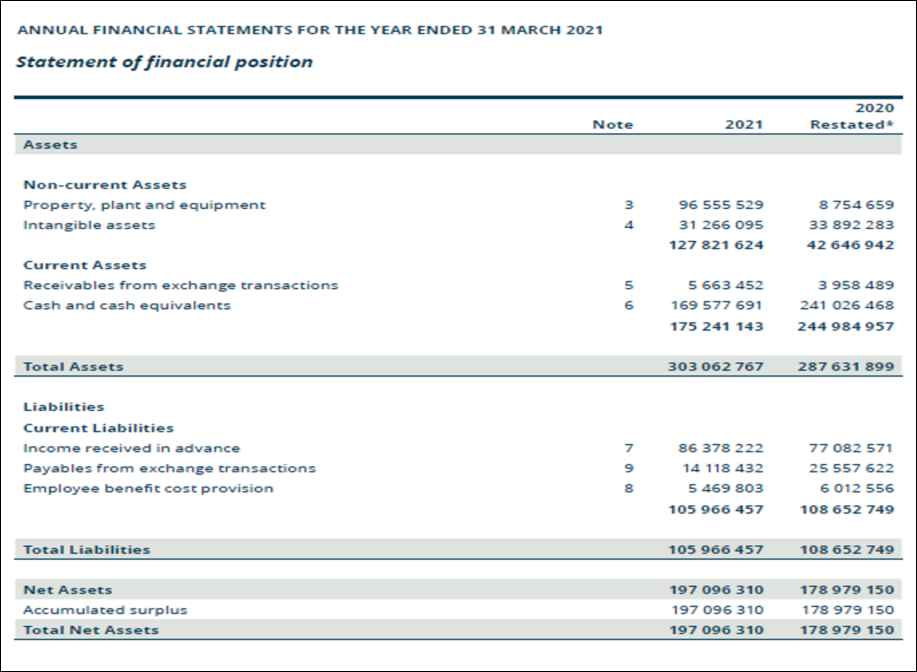 ANNUAL FINANCIAL STATEMENTS FOR THE YEAR ENDED 31 MARCH 2021
Statement of financial position
2020
Note 2021 Restated*
Assets
Non-current Assets
Property, plant and equipment 3 96 555 529 8 754 659
Intangible assets 4 31 266 095 33 892 283
127 821 624 42 646 942
Current Assets
Receivables from exchange transactions 5 5 663 452 3 958 489
Cash and cash equivalents 6 169 577 691 241 026 468
175 241 143 244 984 957
Total Assets 303 062 767 287 631 899
Liabilities
Current Liabilities
Income received in advance 7 86 378 222 77 082 571
Payables from exchange transactions 9 14 118 432 25 557 622
Employee benefit cost provision 8 5 469 803 6 012 556
105 966 457 108 652 749
Total Liabilities 105 966 457 108 652 749
Net Assets 197 096 310 178 979 150
Accumulated surplus 197 096 310 178 979 150
Total Net Assets 197 096 310 178 979 150